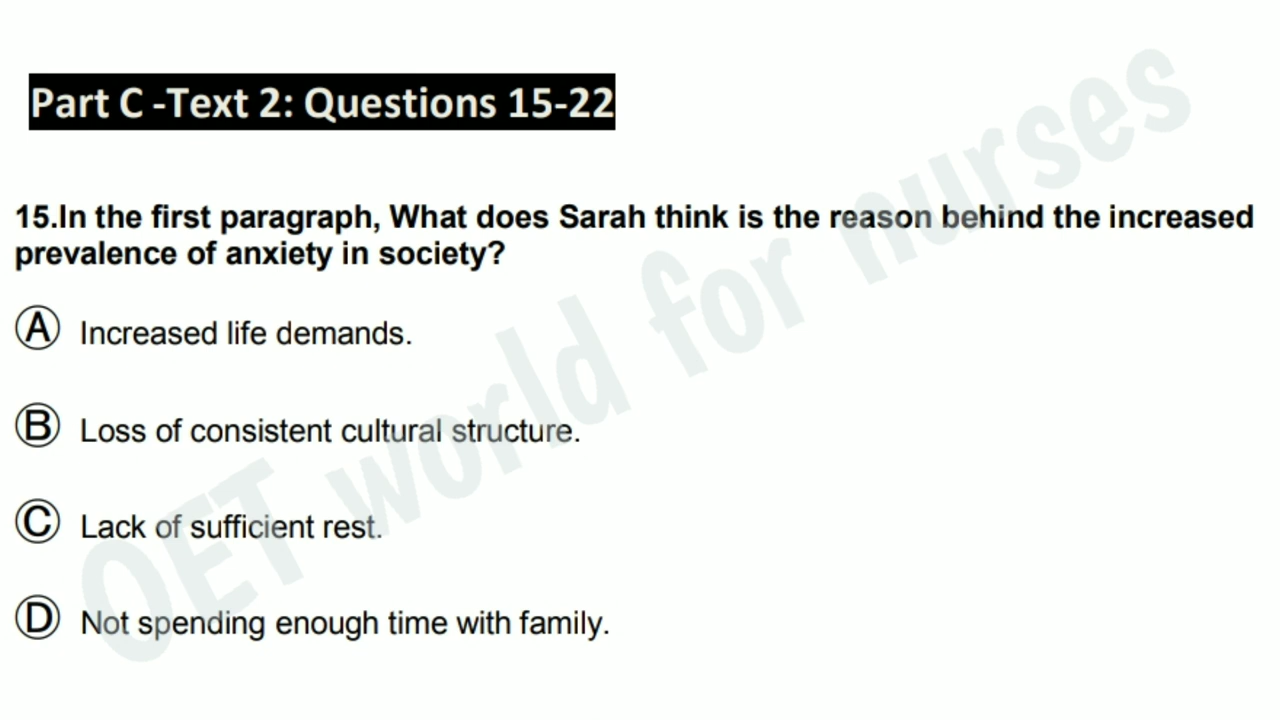 Part C -Text 2: Questions 15-22
15.In the first paragraph, What does Sarah think is the reason behind the increased
prevalence of anxiety in society?
A Increased life demands.
B Loss of consistent cultural structure.
C Lack of sufficient rest.
D Not spending enough time with family.
OET world for nurses